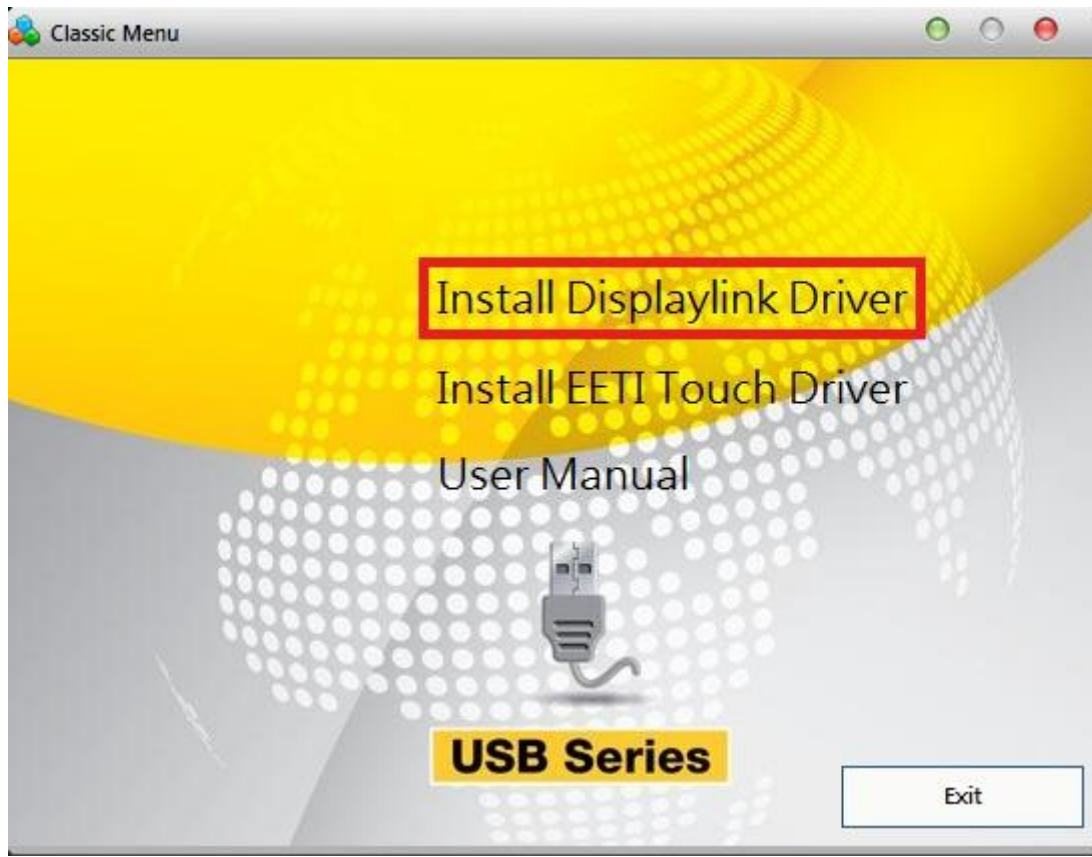 Classic Menu
Install Displaylink Driver
Install EETI Touch Driver
User Manual
USB Series
Exit